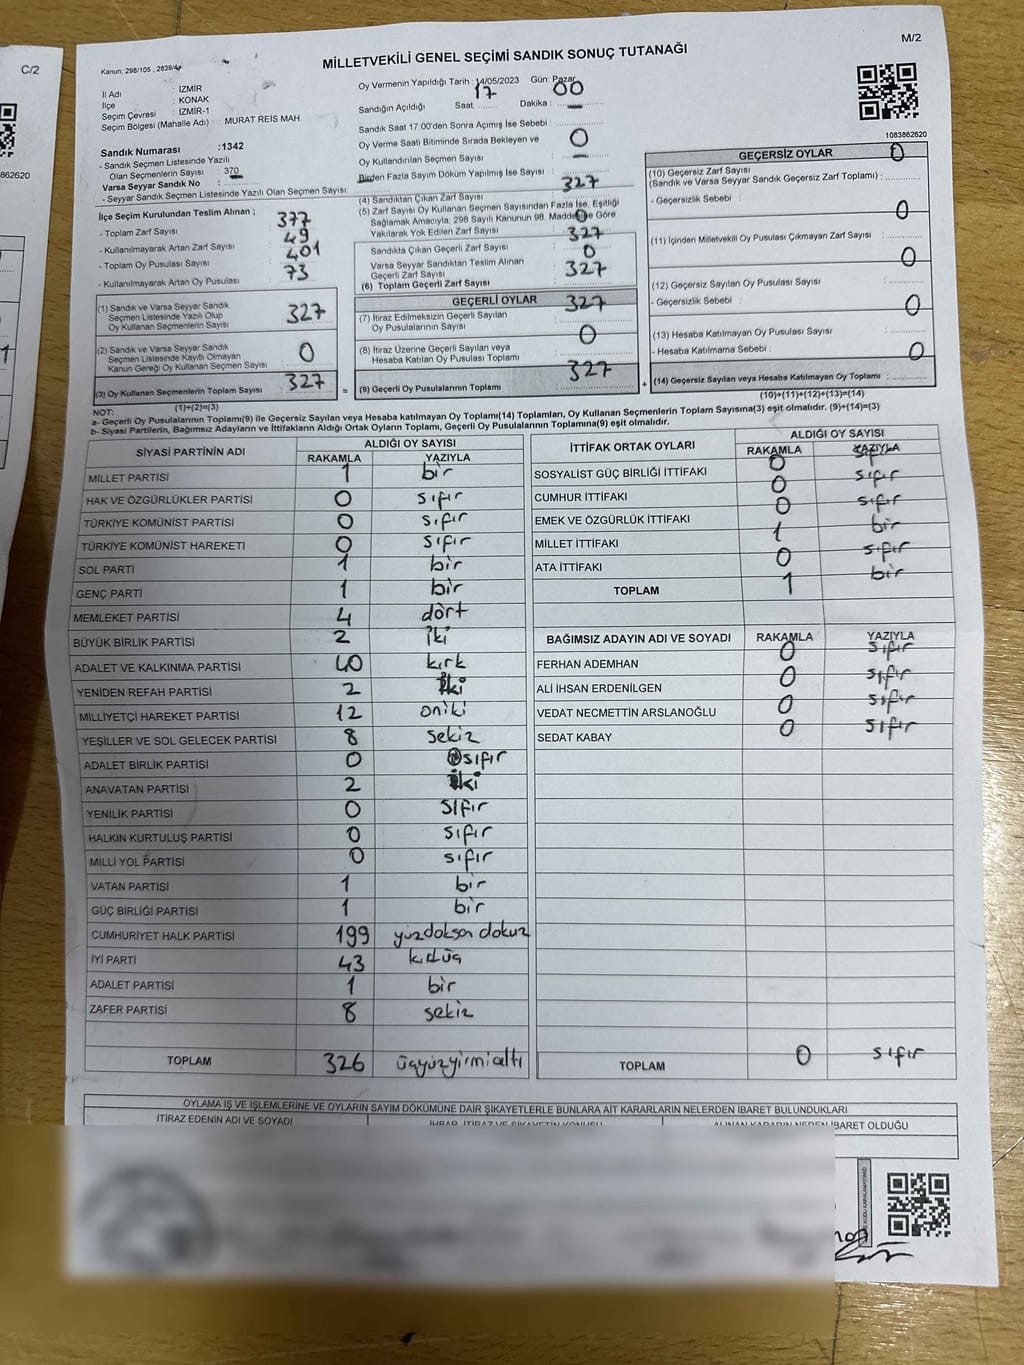 C/2
862620
M/2
Kanun; 298/105 , 2839/4
MİLLETVEKİLİ GENEL SEÇİMİ SANDIK SONUÇ TUTANAĞI
İl Adı : İZMİR
İlçe : KONAK
Seçim Çevresi : İZMİR-1
Seçim Bölgesi (Mahalle Adı) : MURAT REİS MAH.
Oy Vermenin Yapıldığı Tarih : 14/05/2023 Gün: Pazar
Sandığın Açıldığı Saat: 17 Dakika : 00
Sandık Saat 17.00'den Sonra Açımış İse Sebebi : —
Oy Verme Saati Bitiminde Sırada Bekleyen ve
Oy Kullandırılan Seçmen Sayısı : 0
Birden Fazla Sayım Döküm Yapılmış İse Sayısı : —
1083862620
Sandık Numarası :1342
- Sandık Seçmen Listesinde Yazılı
Olan Seçmenlerin Sayısı : 370
Varsa Seyyar Sandık No : —
- Seyyar Sandık Seçmen Listesinde Yazılı Olan Seçmen Sayısı :
İlçe Seçim Kurulundan Teslim Alınan ;
- Toplam Zarf Sayısı : 377
- Kullanılmayarak Artan Zarf Sayısı : 49
- Toplam Oy Pusulası Sayısı : 401
- Kullanılmayarak Artan Oy Pusulası : 73
(4) Sandıktan Çıkan Zarf Sayısı : 327
(5) Zarf Sayısı Oy Kullanan Seçmen Sayısından Fazla İse, Eşitliği
Sağlamak Amacıyla, 298 Sayılı Kanunun 98. Maddesine Göre
Yakılarak Yok Edilen Zarf Sayısı : 0
Sandıkta Çıkan Geçerli Zarf Sayısı : 327
Varsa Seyyar Sandıktan Teslim Alınan
Geçerli Zarf Sayısı : 0
(6) Toplam Geçerli Zarf Sayısı : 327
GEÇERSİZ OYLAR
(10) Geçersiz Zarf Sayısı
(Sandık ve Varsa Seyyar Sandık Geçersiz Zarf Toplamı) : 0
- Geçersizlik Sebebi :
(11) İçinden Milletvekili Oy Pusulası Çıkmayan Zarf Sayısı : 0
(12) Geçersiz Sayılan Oy Pusulası Sayısı : 0
- Geçersizlik Sebebi :
(13) Hesaba Katılmayan Oy Pusulası Sayısı : 0
- Hesaba Katılmama Sebebi :
(14) Geçersiz Sayılan veya Hesaba Katılmayan Oy Toplamı : 0
(10)+(11)+(12)+(13)=(14)
(1) Sandık ve Varsa Seyyar Sandık
Seçmen Listesinde Yazılı Olup
Oy Kullanan Seçmenlerin Sayısı : 327
(2) Sandık ve Varsa Seyyar Sandık
Seçmen Listesinde Kayıtlı Olmayan
Kanun Gereği Oy Kullanan Seçmen Sayısı : 0
(3) Oy Kullanan Seçmenlerin Toplam Sayısı : 327
(1)+(2)=(3)
GEÇERLİ OYLAR
(7) İtiraz Edilmeksizin Geçerli Sayılan
Oy Pusulalarının Sayısı : 327
(8) İtiraz Üzerine Geçerli Sayılan veya
Hesaba Katılan Oy Pusulası Toplamı : 0
= (9) Geçerli Oy Pusulalarının Toplamı : 327 +
NOT:
a- Geçerli Oy Pusulalarının Toplamı(9) ile Geçersiz Sayılan veya Hesaba katılmayan Oy Toplamı(14) Toplamları, Oy Kullanan Seçmenlerin Toplam Sayısına(3) eşit olmalıdır. (9)+(14)=(3)
b- Siyasi Partilerin, Bağımsız Adayların ve İttifakların Aldığı Ortak Oyların Toplamı, Geçerli Oy Pusulalarının Toplamına(9) eşit olmalıdır.
SİYASİ PARTİNİN ADI ALDIĞI OY SAYISI
RAKAMLA YAZIYLA
MİLLET PARTİSİ 1 bir
HAK VE ÖZGÜRLÜKLER PARTİSİ 0 sıfır
TÜRKİYE KOMÜNİST PARTİSİ 0 sıfır
TÜRKİYE KOMÜNİST HAREKETİ 0 sıfır
SOL PARTİ 1 bir
GENÇ PARTİ 1 bir
MEMLEKET PARTİSİ 4 dört
BÜYÜK BİRLİK PARTİSİ 2 iki
ADALET VE KALKINMA PARTİSİ 40 kırk
YENİDEN REFAH PARTİSİ 2 iki
MİLLİYETÇİ HAREKET PARTİSİ 12 oniki
YEŞİLLER VE SOL GELECEK PARTİSİ 8 sekiz
ADALET BİRLİK PARTİSİ 0 sıfır
ANAVATAN PARTİSİ 2 iki
YENİLİK PARTİSİ 0 sıfır
HALKIN KURTULUŞ PARTİSİ 0 sıfır
MİLLİ YOL PARTİSİ 0 sıfır
VATAN PARTİSİ 1 bir
GÜÇ BİRLİĞİ PARTİSİ 1 bir
CUMHURİYET HALK PARTİSİ 199 yüzdoksan dokuz
İYİ PARTİ 43 kırküç
ADALET PARTİSİ 1 bir
ZAFER PARTİSİ 8 sekiz
TOPLAM 326 üçyüzyirmialtı
İTTİFAK ORTAK OYLARI ALDIĞI OY SAYISI
RAKAMLA YAZIYLA
SOSYALİST GÜÇ BİRLİĞİ İTTİFAKI 0 sıfır
CUMHUR İTTİFAKI 0 sıfır
EMEK VE ÖZGÜRLÜK İTTİFAKI 0 sıfır
MİLLET İTTİFAKI 1 bir
ATA İTTİFAKI 0 sıfır
TOPLAM 1 bir
BAĞIMSIZ ADAYIN ADI VE SOYADI RAKAMLA YAZIYLA
FERHAN ADEMHAN 0 sıfır
ALİ İHSAN ERDENİLGEN 0 sıfır
VEDAT NECMETTİN ARSLANOĞLU 0 sıfır
SEDAT KABAY 0 sıfır
TOPLAM 0 sıfır
OYLAMA İŞ VE İŞLEMLERİNE VE OYLARIN SAYIM DÖKÜMÜNE DAİR ŞİKAYETLERLE BUNLARA AİT KARARLARIN NELERDEN İBARET BULUNDUKLARI
İTİRAZ EDENİN ADI VE SOYADI İHBAR, İTİRAZ VE ŞİKAYETİN KONUSU ALINAN KARARIN NEDEN İBARET OLDUĞU